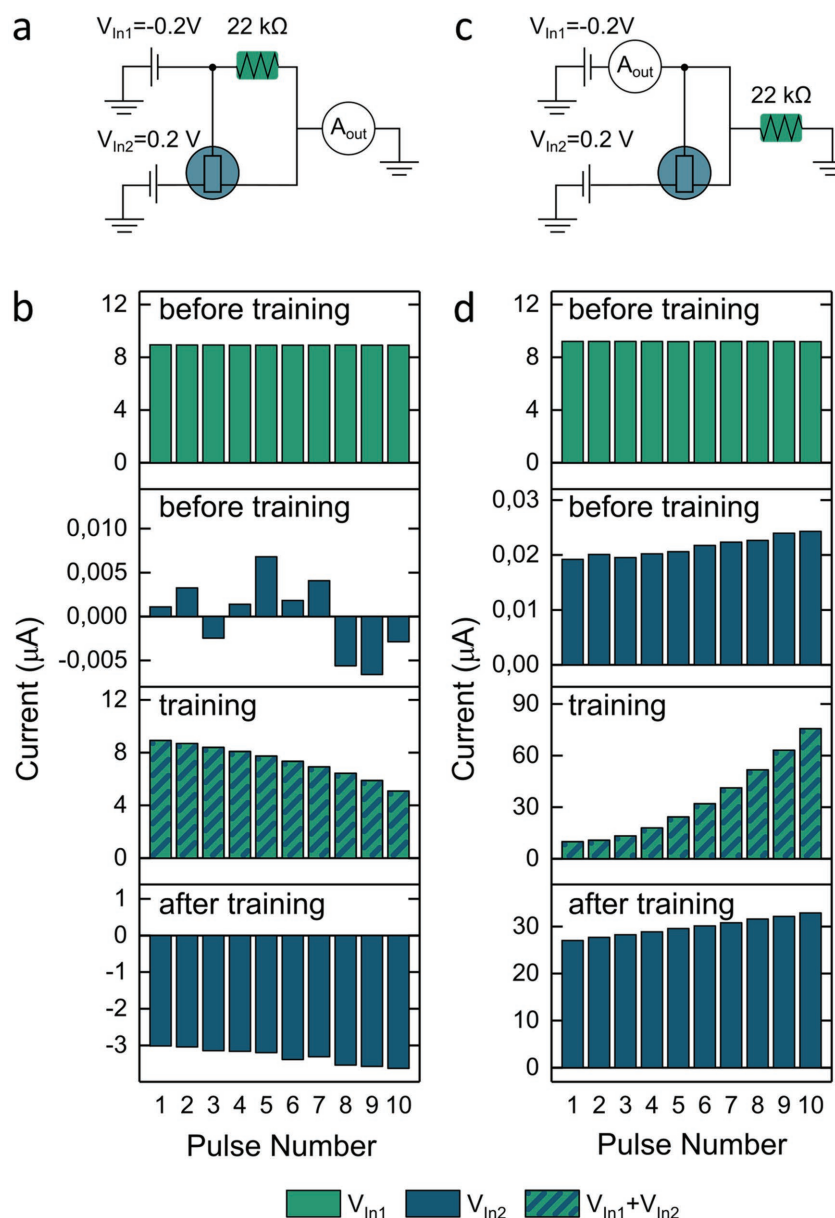 a
V_In1=-0.2V
22 kΩ
A_out
V_In2=0.2 V
c
V_In1=-0.2V
A_out
22 kΩ
V_In2=0.2 V
b
Current (µA)
before training
12
8
4
0
before training
0,010
0,005
0,000
-0,005
training
12
8
4
0
after training
1
0
-1
-2
-3
1 2 3 4 5 6 7 8 9 10
Pulse Number
d
Current (µA)
before training
12
8
4
0
before training
0,03
0,02
0,01
0,00
training
90
60
30
0
after training
30
20
10
0
1 2 3 4 5 6 7 8 9 10
Pulse Number
V_In1 V_In2 V_In1+V_In2